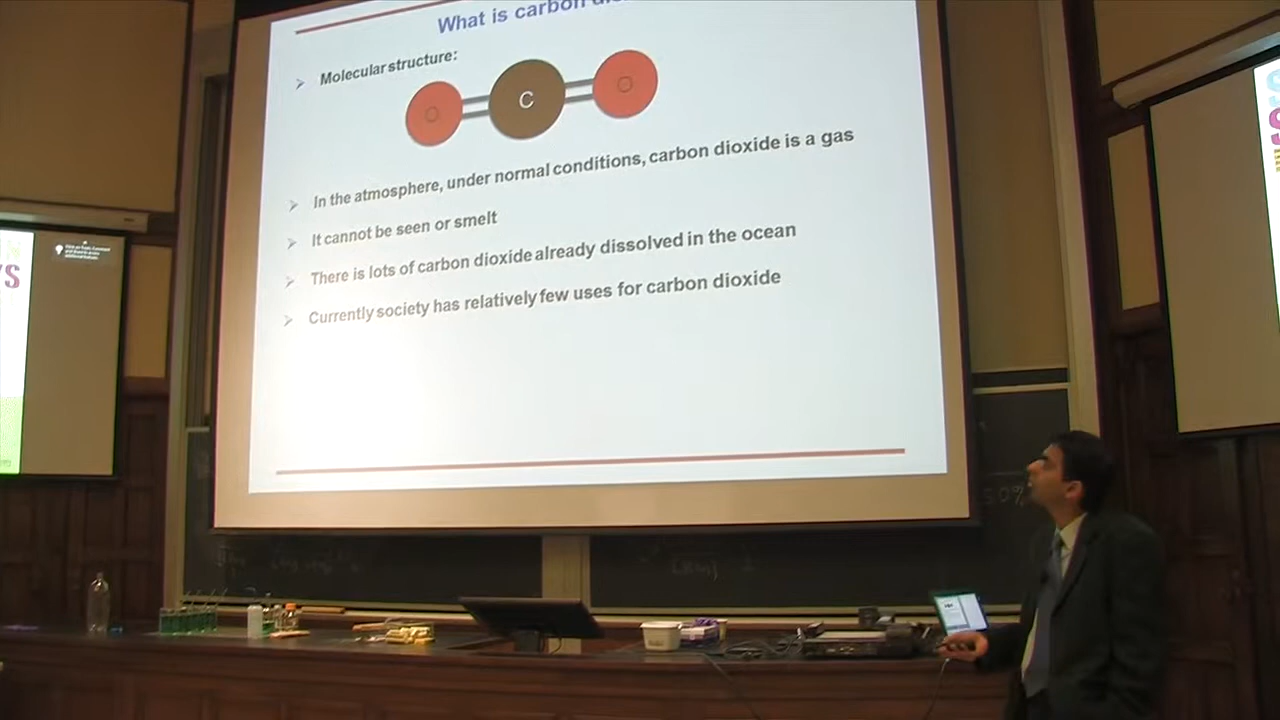 What is carbon
Molecular structure:
O C O
In the atmosphere, under normal conditions, carbon dioxide is a gas
It cannot be seen or smelt
There is lots of carbon dioxide already dissolved in the ocean
Currently society has relatively few uses for carbon dioxide